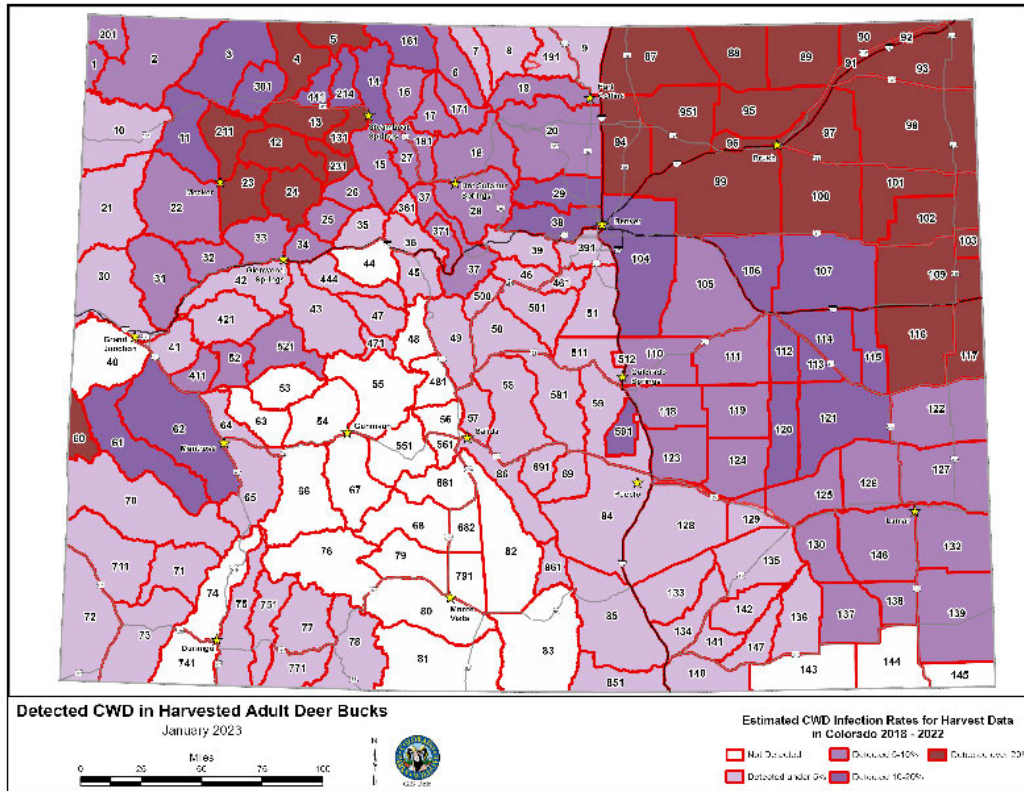 201 2 3 4 5 161 7 8 9 87 88 89 90 92
1 301 441 214 14 16 6 191 91 93
10 11 211 13 131 17 171 19 951 95 97 98
12 231 15 27 181 18 20 94 96 Brush
Steamboat Springs
Fort Collins
21 22 Meeker 23 24 26 361 37 28 29 99 100 101 102
Hot Sulphur Springs
25 35 371 38 Denver 103
30 31 32 33 34 44 36 45 37 39 391 104 105 106 107 109
Glenwood Springs
42 444 43 47 500 46 461 501 51 116 117
Grand Junction
40 41 421 52 521 471 48 49 50 511 512 110 111 112 114 113 115
Colorado Springs
411 53 55 481 58 581 59 591 118 119 120 121 122
60 61 62 64 63 54 551 56 561 57 123 124 127
Montrose
Gunnison
Salida
70 65 66 67 681 86 691 69 84 125 126
Pueblo
Lamar
711 71 76 68 682 79 791 82 861 128 129 130 146 132
72 73 74 75 751 77 78 80 85 133 135 142 136 137 138 139
Monte Vista
Durango
741 771 81 83 851 134 141 147 140 143 144 145
Detected CWD in Harvested Adult Deer Bucks
January 2023
Miles
0 25 50 75 100
N
Estimated CWD Infection Rates for Harvest Data
in Colorado 2018 - 2022
Not Detected
Detected 5-10%
Detected under 5%
Detected 10-20%